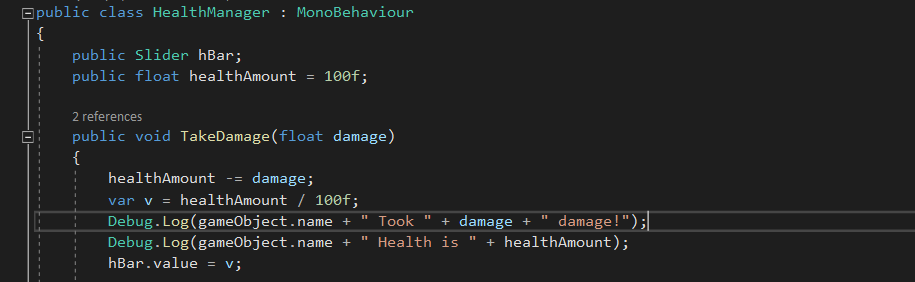 public class HealthManager : MonoBehaviour
{
public Slider hBar;
public float healthAmount = 100f;
2 references
public void TakeDamage(float damage)
{
healthAmount -= damage;
var v = healthAmount / 100f;
Debug.Log(gameObject.name + " Took " + damage + " damage!");
Debug.Log(gameObject.name + " Health is " + healthAmount);
hBar.value = v;